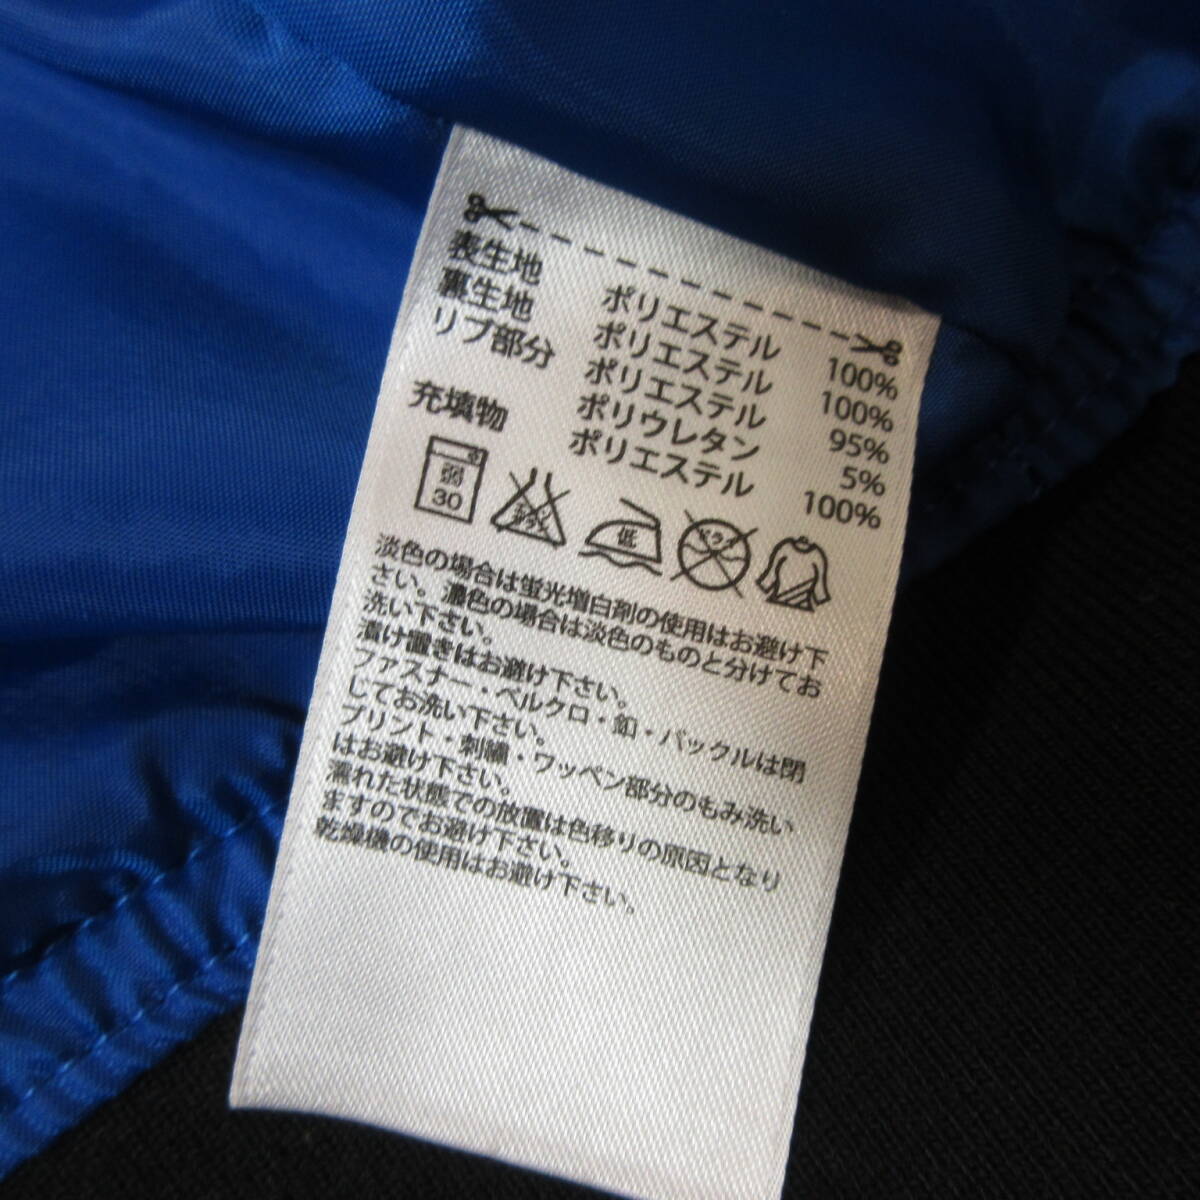 表生地 ポリエステル 100%
裏生地 ポリエステル 100%
リブ部分 ポリエステル 95%
ポリウレタン 5%
充填物 ポリエステル 100%
弱 30 エンソサラシ 低 ドライ
淡色の場合は蛍光増白剤の使用はお避け下
さい。濃色の場合は淡色のものと分けてお
洗い下さい。
漬け置きはお避け下さい。
ファスナー・ベルクロ・釦・バックルは閉
じてお洗い下さい。
プリント・刺繍・ワッペン部分のもみ洗い
はお避け下さい。
濡れた状態での放置は色移りの原因となり
ますのでお避け下さい。
乾燥機の使用はお避け下さい。